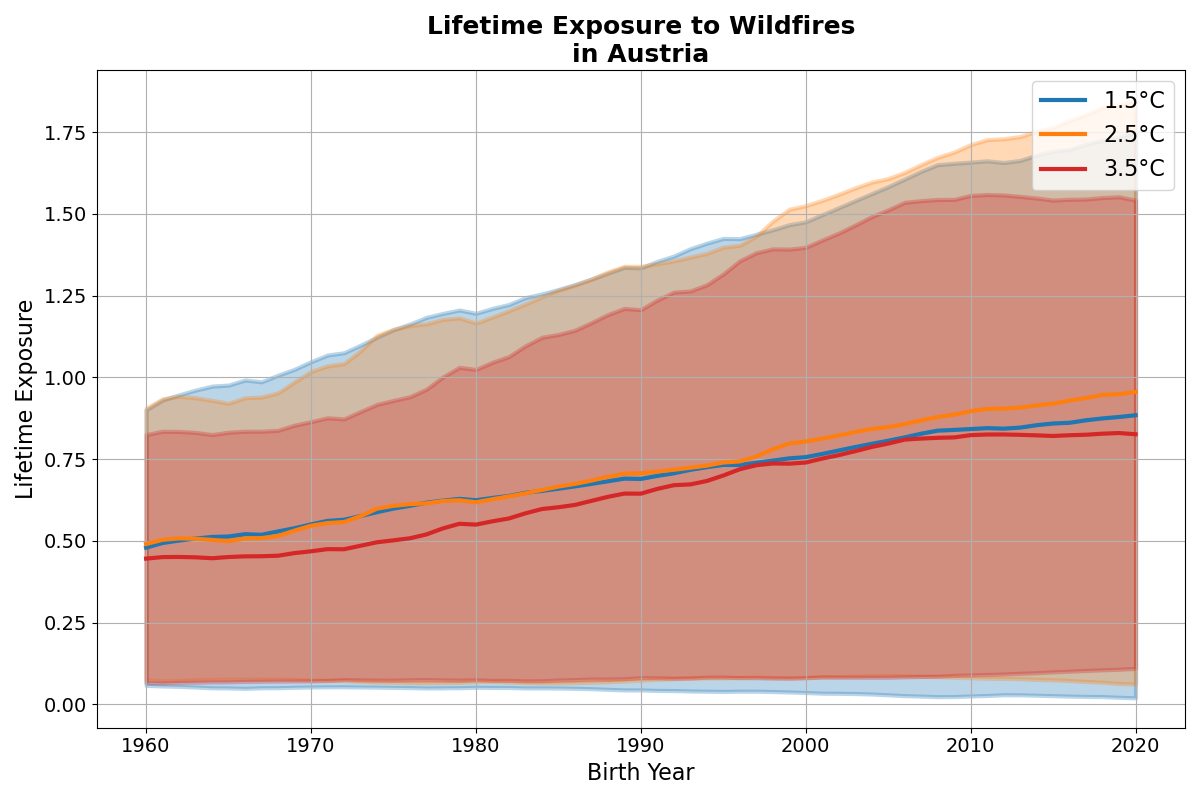 Lifetime Exposure to Wildfires
in Austria
1.5°C
2.5°C
3.5°C
Lifetime Exposure
1.75
1.50
1.25
1.00
0.75
0.50
0.25
0.00
1960 1970 1980 1990 2000 2010 2020
Birth Year